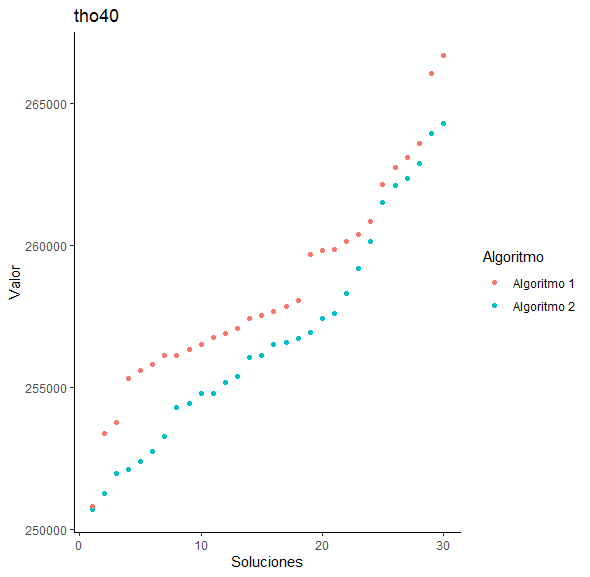 tho40
265000
260000
255000
250000
Valor
0
10
20
30
Soluciones
Algoritmo
Algoritmo 1
Algoritmo 2